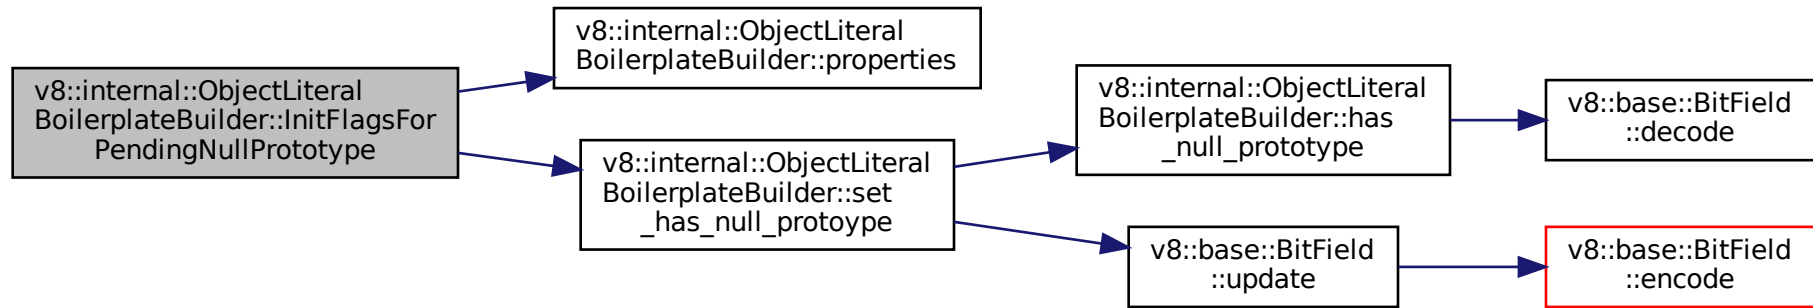 v8::internal::ObjectLiteral
BoilerplateBuilder::InitFlagsFor
PendingNullPrototype
v8::internal::ObjectLiteral
BoilerplateBuilder::properties
v8::internal::ObjectLiteral
BoilerplateBuilder::set
_has_null_protoype
v8::internal::ObjectLiteral
BoilerplateBuilder::has
_null_prototype
v8::base::BitField
::decode
v8::base::BitField
::update
v8::base::BitField
::encode